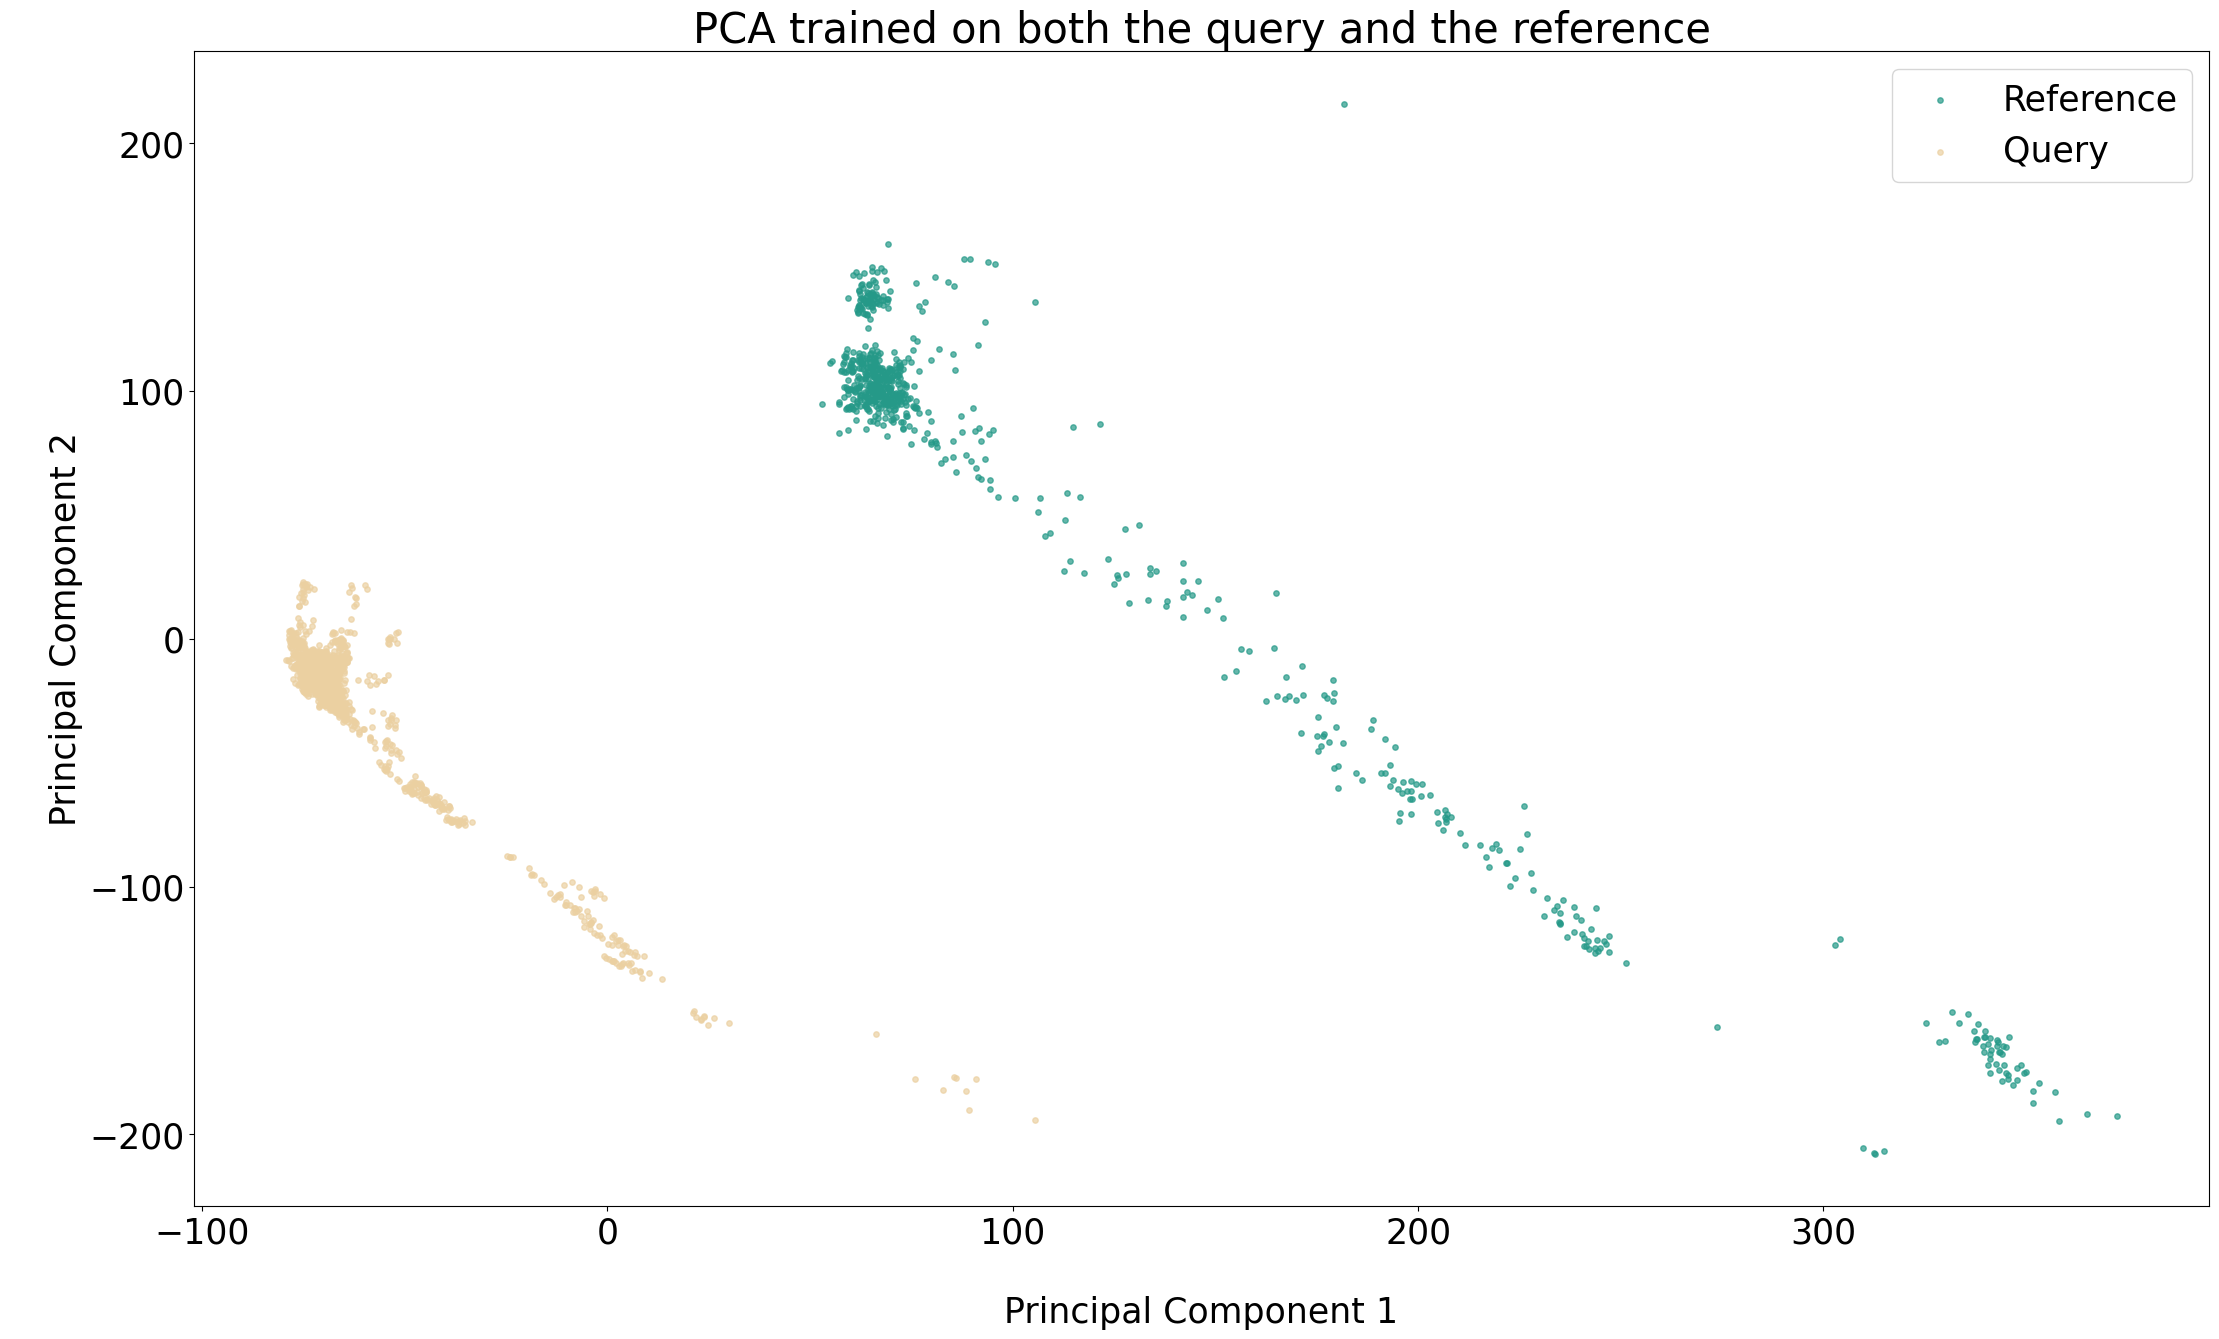 PCA trained on both the query and the reference
Reference
Query
200
100
0
−100
−200
Principal Component 2
−100
0
100
200
300
Principal Component 1